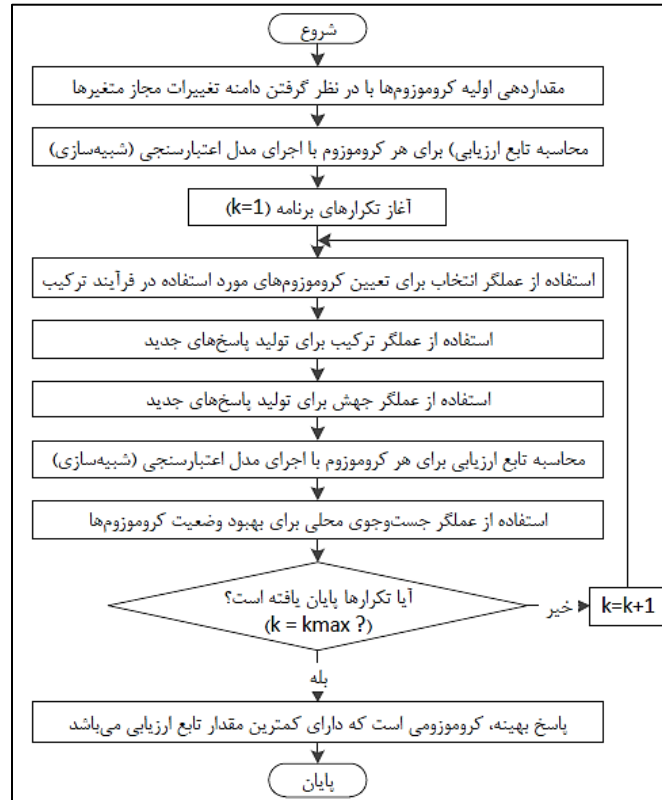 شروع
مقداردهی اولیه کروموزوم‌ها با در نظر گرفتن دامنه تغییرات مجاز متغیرها
محاسبه تابع ارزیابی) برای هر کروموزوم با اجرای مدل اعتبارسنجی (شبیه‌سازی)
آغاز تکرارهای برنامه (k=1)
استفاده از عملگر انتخاب برای تعیین کروموزوم‌های مورد استفاده در فرآیند ترکیب
استفاده از عملگر ترکیب برای تولید پاسخ‌های جدید
استفاده از عملگر جهش برای تولید پاسخ‌های جدید
محاسبه تابع ارزیابی برای هر کروموزوم با اجرای مدل اعتبارسنجی (شبیه‌سازی)
استفاده از عملگر جست‌وجوی محلی برای بهبود وضعیت کروموزوم‌ها
آیا تکرارها پایان یافته است؟
(k = kmax ?)
خیر
k=k+1
بله
پاسخ بهینه، کروموزومی است که دارای کمترین مقدار تابع ارزیابی می‌باشد
پایان